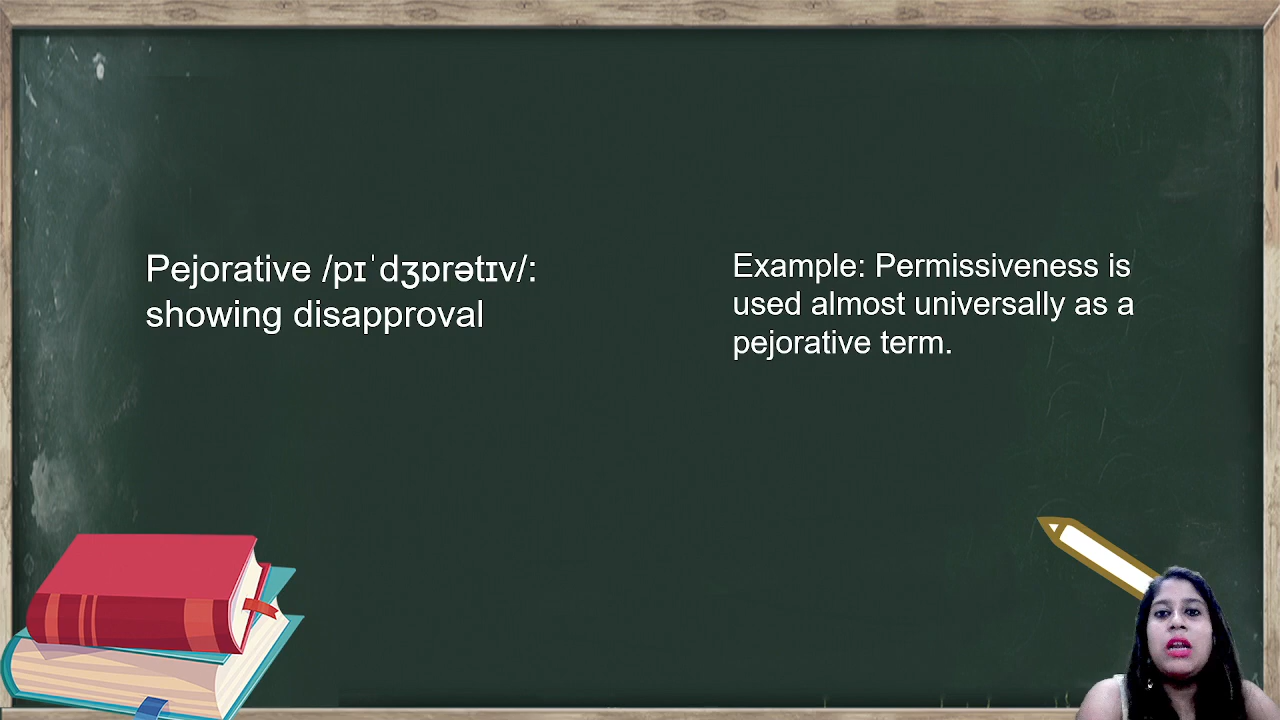 Pejorative /pɪˈdʒɒrətɪv/:
showing disapproval
Example: Permissiveness is
used almost universally as a
pejorative term.